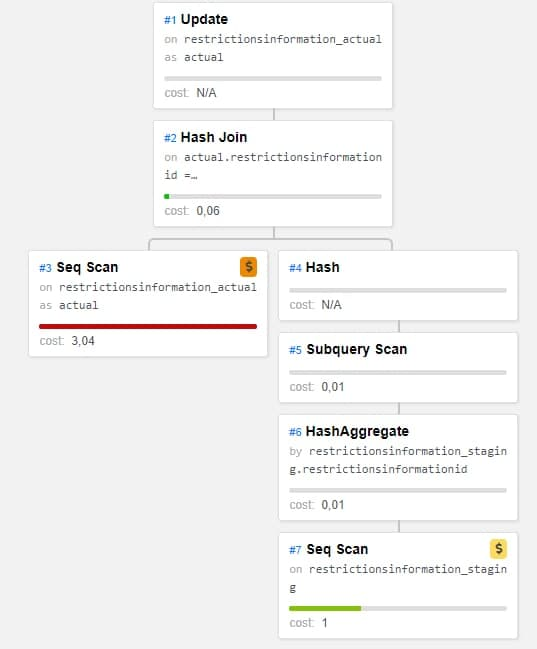 #1 Update
on restrictionsinformation_actual
as actual
cost: N/A
#2 Hash Join
on actual.restrictionsinformation
id =…
cost: 0,06
#3 Seq Scan $
on restrictionsinformation_actual
as actual
cost: 3,04
#4 Hash
cost: N/A
#5 Subquery Scan
cost: 0,01
#6 HashAggregate
by restrictionsinformation_stagin
g.restrictionsinformationid
cost: 0,01
#7 Seq Scan $
on restrictionsinformation_stagin
g
cost: 1